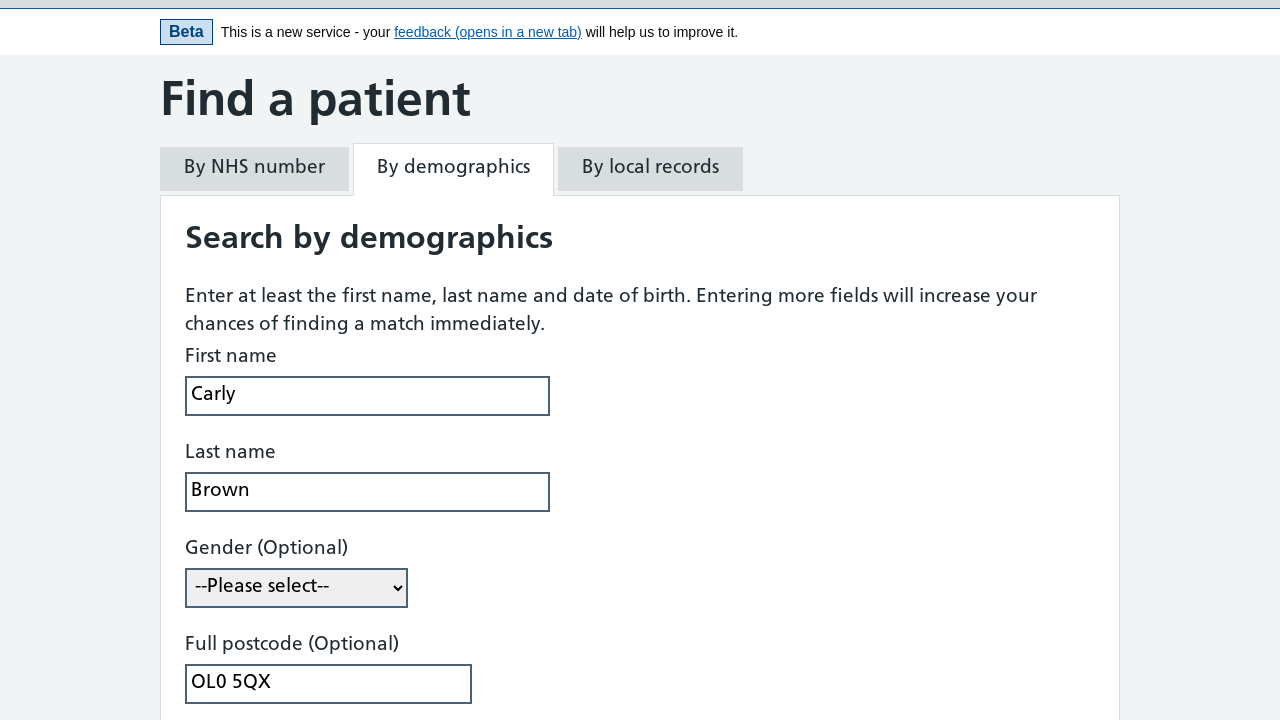 Beta This is a new service - your feedback (opens in a new tab) will help us to improve it.
Find a patient
By NHS number By demographics By local records
Search by demographics
Enter at least the first name, last name and date of birth. Entering more fields will increase your
chances of finding a match immediately.
First name
Carly
Last name
Brown
Gender (Optional)
--Please select--
Full postcode (Optional)
OL0 5QX